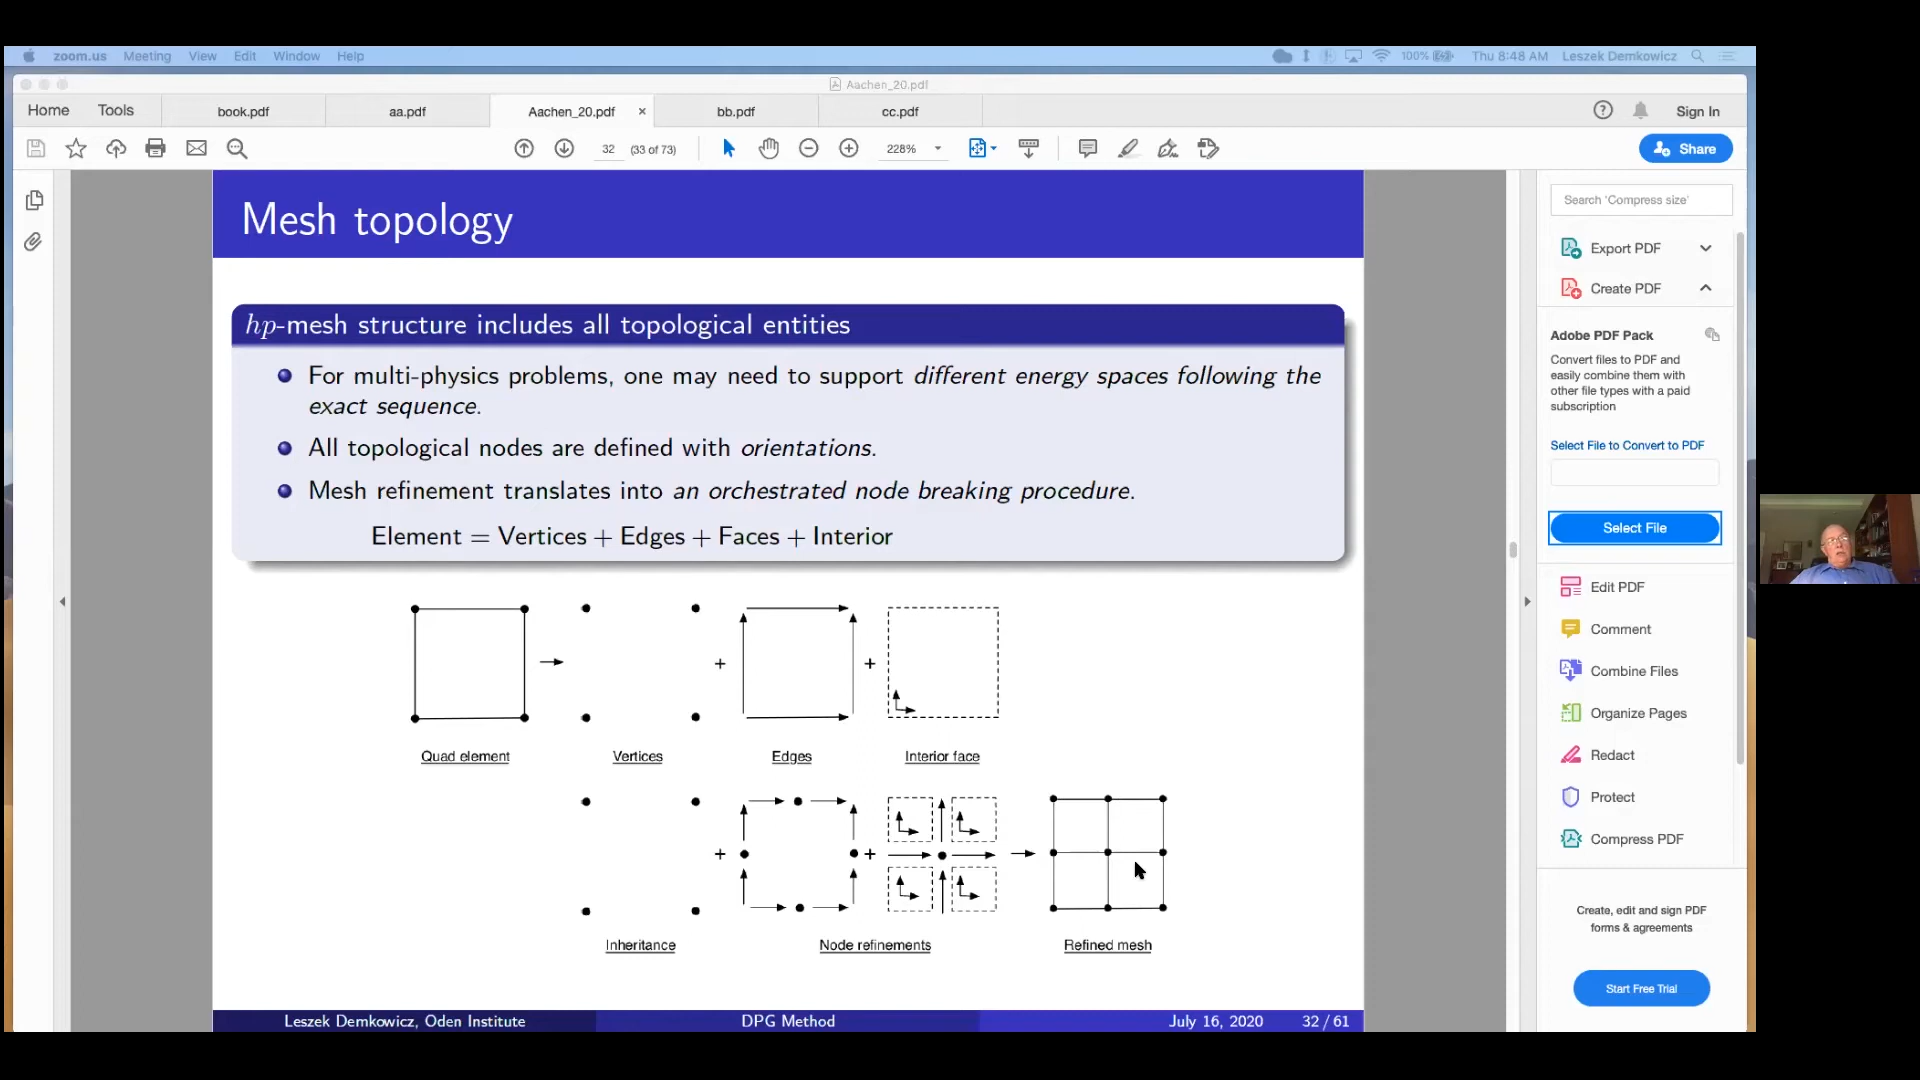 zoom.us Meeting View Edit Window Help 100% Thu 8:48 AM Leszek Demkowicz
Aachen_20.pdf
Home Tools book.pdf aa.pdf Aachen_20.pdf × bb.pdf cc.pdf Sign In
32 (33 of 73) 228% Share
Mesh topology
hp-mesh structure includes all topological entities
For multi-physics problems, one may need to support different energy spaces following the
exact sequence.
All topological nodes are defined with orientations.
Mesh refinement translates into an orchestrated node breaking procedure.
Element = Vertices + Edges + Faces + Interior
+ +
Quad element Vertices Edges Interior face
+ +
Inheritance Node refinements Refined mesh
Leszek Demkowicz, Oden Institute DPG Method July 16, 2020 32 / 61
Search 'Compress size'
Export PDF
Create PDF
Adobe PDF Pack
Convert files to PDF and
easily combine them with
other file types with a paid
subscription
Select File to Convert to PDF
Select File
Edit PDF
Comment
Combine Files
Organize Pages
Redact
Protect
Compress PDF
Create, edit and sign PDF
forms & agreements
Start Free Trial